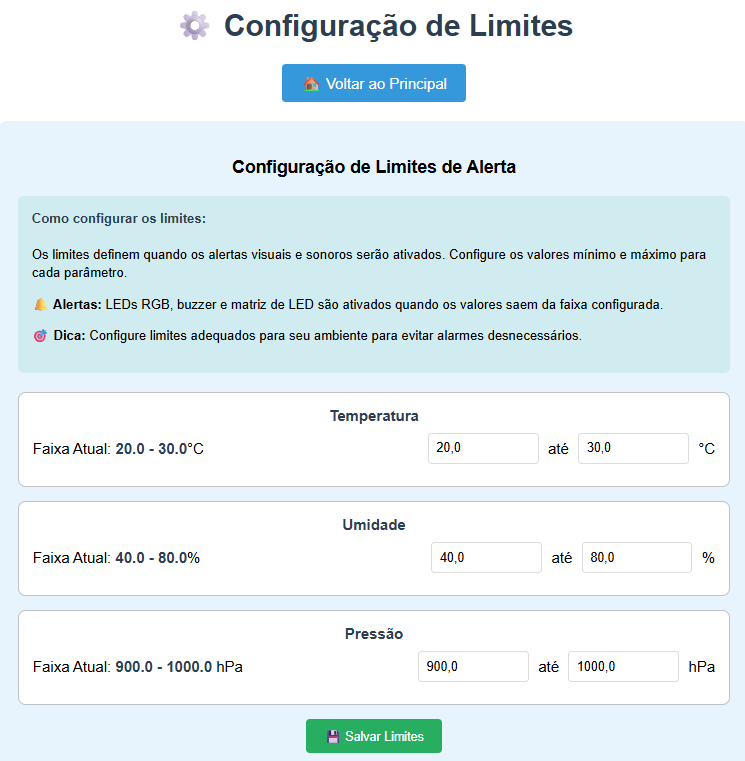 Configuração de Limites
Voltar ao Principal
Configuração de Limites de Alerta
Como configurar os limites:
Os limites definem quando os alertas visuais e sonoros serão ativados. Configure os valores mínimo e máximo para
cada parâmetro.
Alertas: LEDs RGB, buzzer e matriz de LED são ativados quando os valores saem da faixa configurada.
Dica: Configure limites adequados para seu ambiente para evitar alarmes desnecessários.
Temperatura
Faixa Atual: 20.0 - 30.0°C 20,0 até 30,0 °C
Umidade
Faixa Atual: 40.0 - 80.0% 40,0 até 80,0 %
Pressão
Faixa Atual: 900.0 - 1000.0 hPa 900,0 até 1000,0 hPa
Salvar Limites